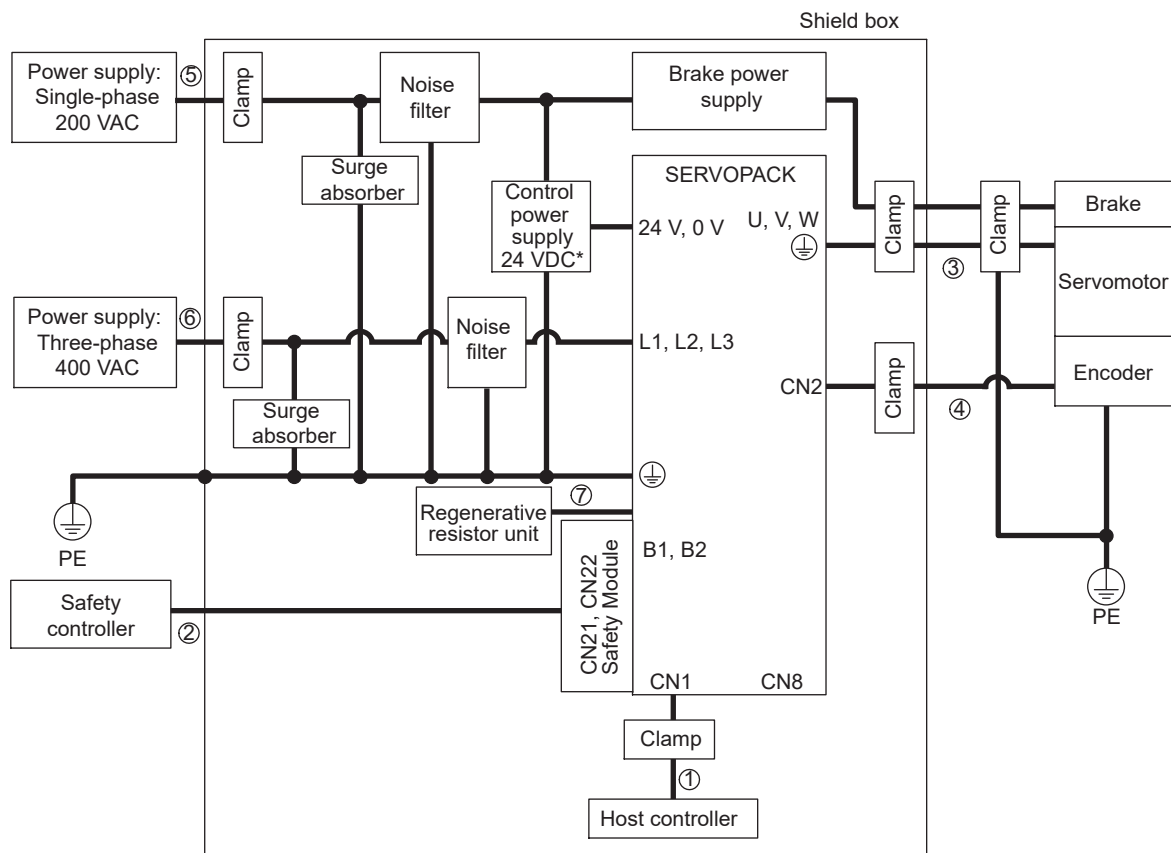 Shield box
Power supply:
Single-phase
200 VAC
⑤
Clamp
Noise
filter
Brake power
supply
Surge
absorber
Control
power
supply
24 VDC*
SERVOPACK
24 V, 0 V
U, V, W
Clamp
Clamp
③
Brake
Servomotor
Encoder
Power supply:
Three-phase
400 VAC
⑥
Clamp
Noise
filter
L1, L2, L3
CN2
Clamp
④
Surge
absorber
PE
Regenerative
resistor unit
⑦
B1, B2
PE
Safety
controller
②
CN21, CN22
Safety Module
CN1
CN8
Clamp
①
Host controller